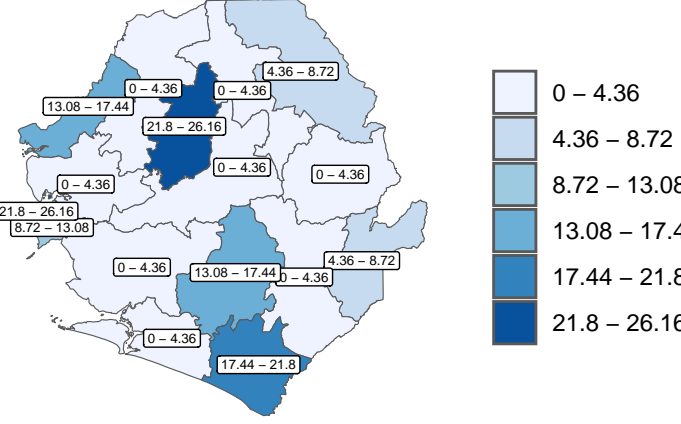 4.36 – 8.72
0 – 4.36
0 – 4.36
13.08 – 17.44
21.8 – 26.16
0 – 4.36
0 – 4.36
0 – 4.36
21.8 – 26.16
8.72 – 13.08
4.36 – 8.72
0 – 4.36
13.08 – 17.44
0 – 4.36
0 – 4.36
17.44 – 21.8
0 – 4.36
4.36 – 8.72
8.72 – 13.08
13.08 – 17.4
17.44 – 21.8
21.8 – 26.16